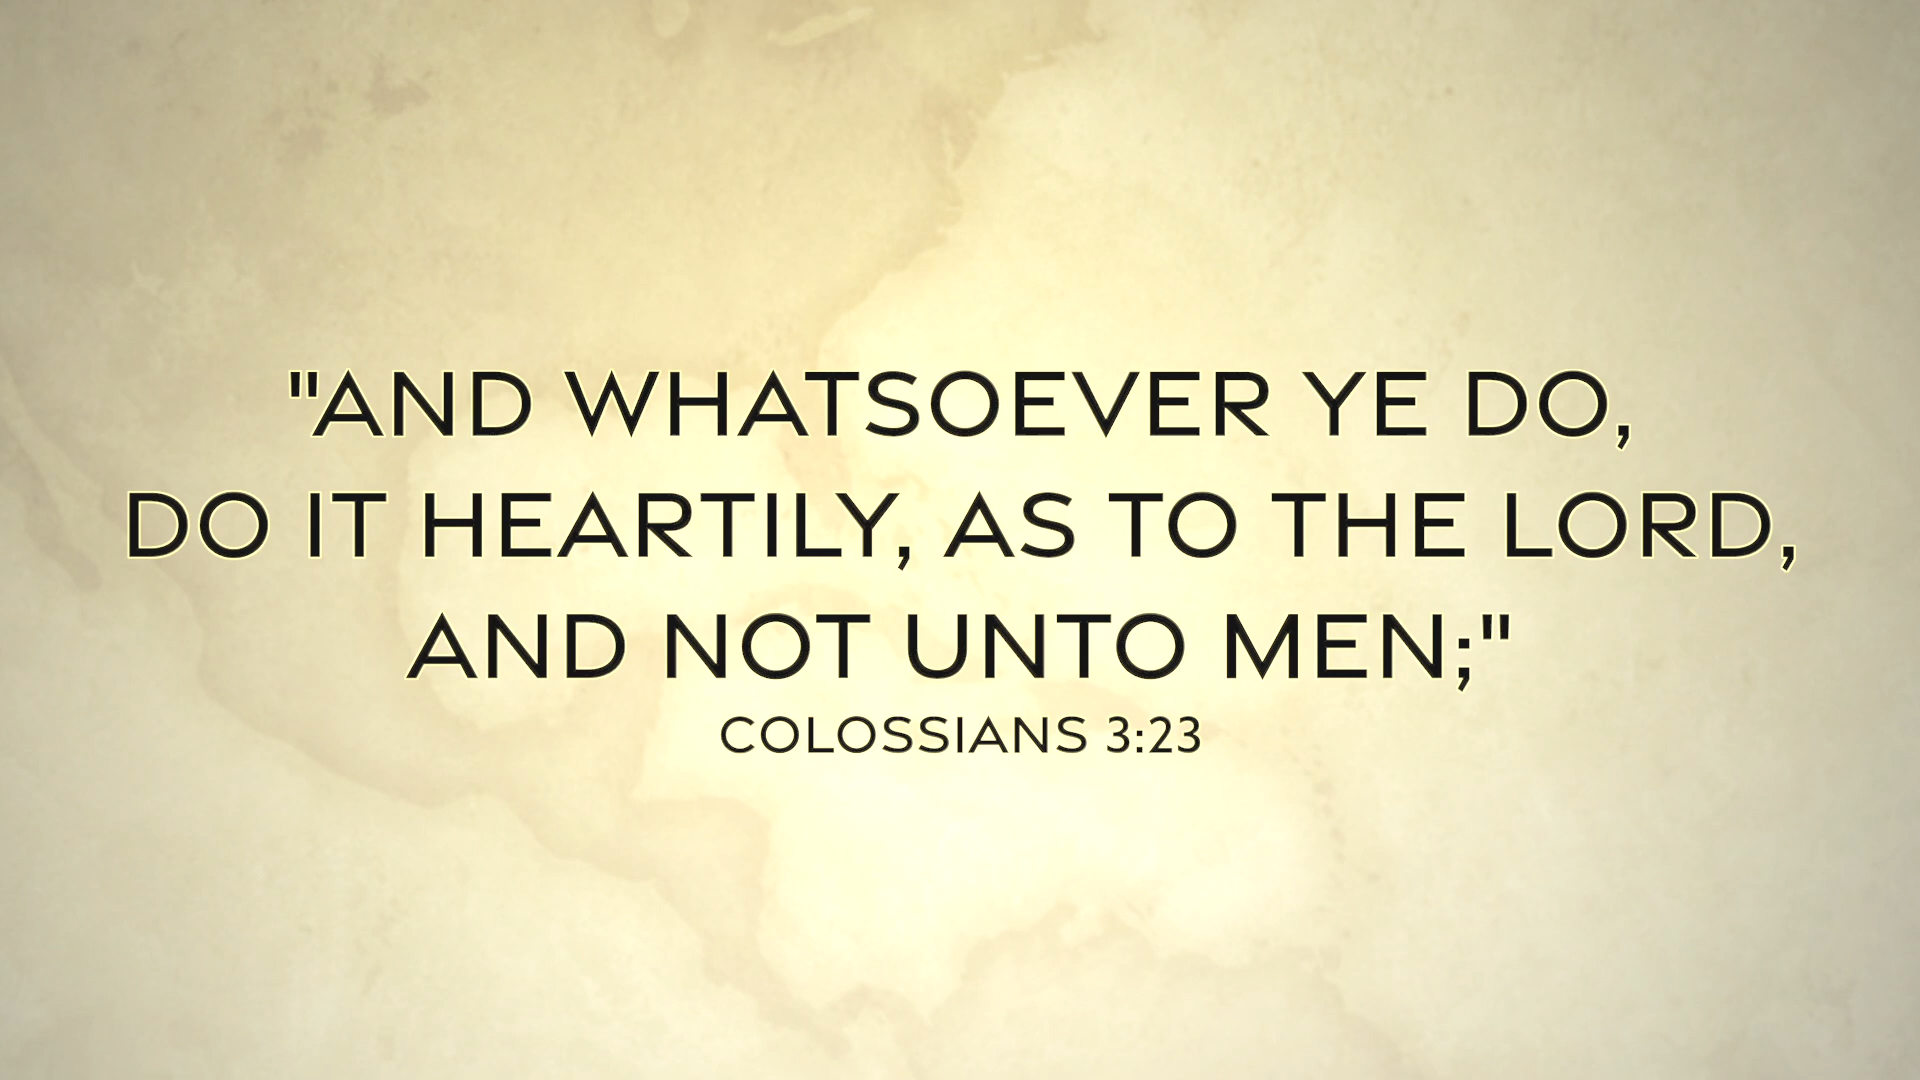 "AND WHATSOEVER YE DO,
DO IT HEARTILY, AS TO THE LORD,
AND NOT UNTO MEN;"
COLOSSIANS 3:23